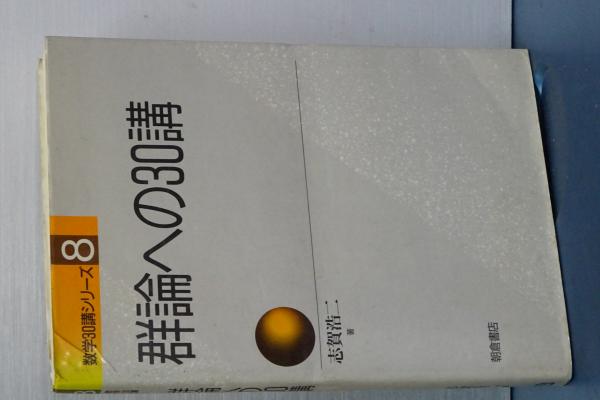 数学30講シリーズ 8
群論への30講
志賀浩二
著
朝倉書店